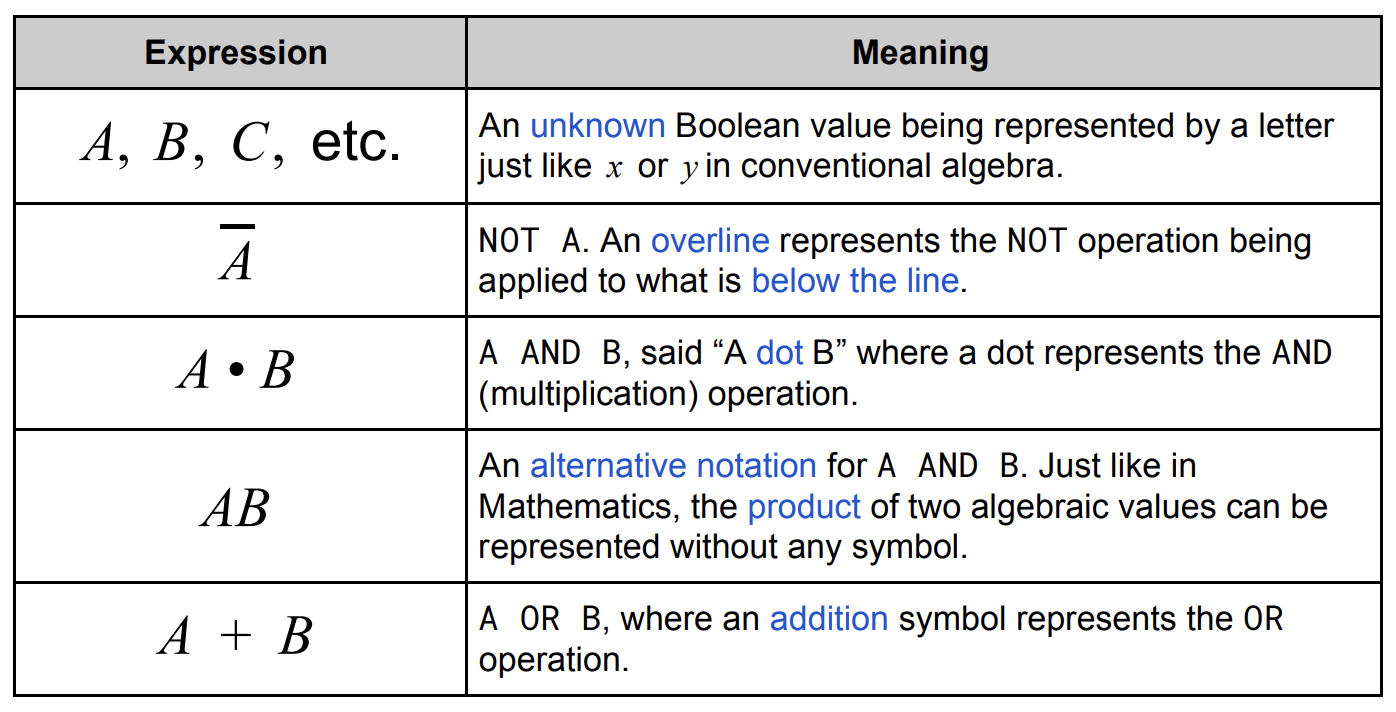 Expression
Meaning
A, B, C, etc.
An unknown Boolean value being represented by a letter
just like x or y in conventional algebra.
A̅
NOT A. An overline represents the NOT operation being
applied to what is below the line.
A • B
A AND B, said “A dot B” where a dot represents the AND
(multiplication) operation.
AB
An alternative notation for A AND B. Just like in
Mathematics, the product of two algebraic values can be
represented without any symbol.
A + B
A OR B, where an addition symbol represents the OR
operation.